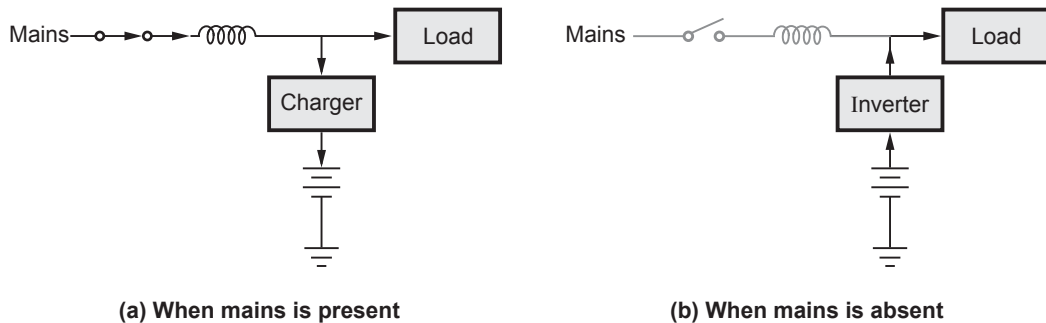 Mains
Load
Charger
(a) When mains is present
Mains
Load
Inverter
(b) When mains is absent